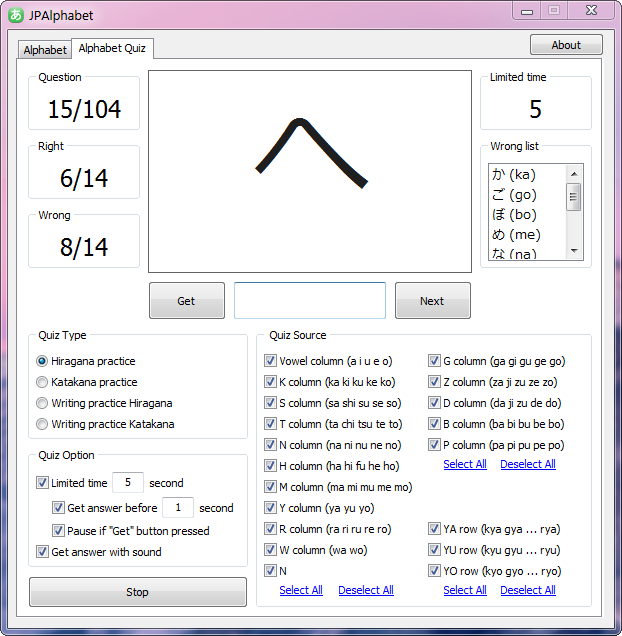 JPAlphabet
Alphabet
Alphabet Quiz
About
Question
15/104
Right
6/14
Wrong
8/14
へ
Limited time
5
Wrong list
か (ka)
ご (go)
ぼ (bo)
め (me)
な (na)
Get
Next
Quiz Type
Hiragana practice
Katakana practice
Writing practice Hiragana
Writing practice Katakana
Quiz Option
Limited time 5 second
Get answer before 1 second
Pause if "Get" button pressed
Get answer with sound
Stop
Quiz Source
Vowel column (a i u e o)
K column (ka ki ku ke ko)
S column (sa shi su se so)
T column (ta chi tsu te to)
N column (na ni nu ne no)
H column (ha hi fu he ho)
M column (ma mi mu me mo)
Y column (ya yu yo)
R column (ra ri ru re ro)
W column (wa wo)
N
Select All Deselect All
G column (ga gi gu ge go)
Z column (za ji zu ze zo)
D column (da ji zu de do)
B column (ba bi bu be bo)
P column (pa pi pu pe po)
Select All Deselect All
YA row (kya gya ... rya)
YU row (kyu gyu ... ryu)
YO row (kyo gyo ... ryo)
Select All Deselect All